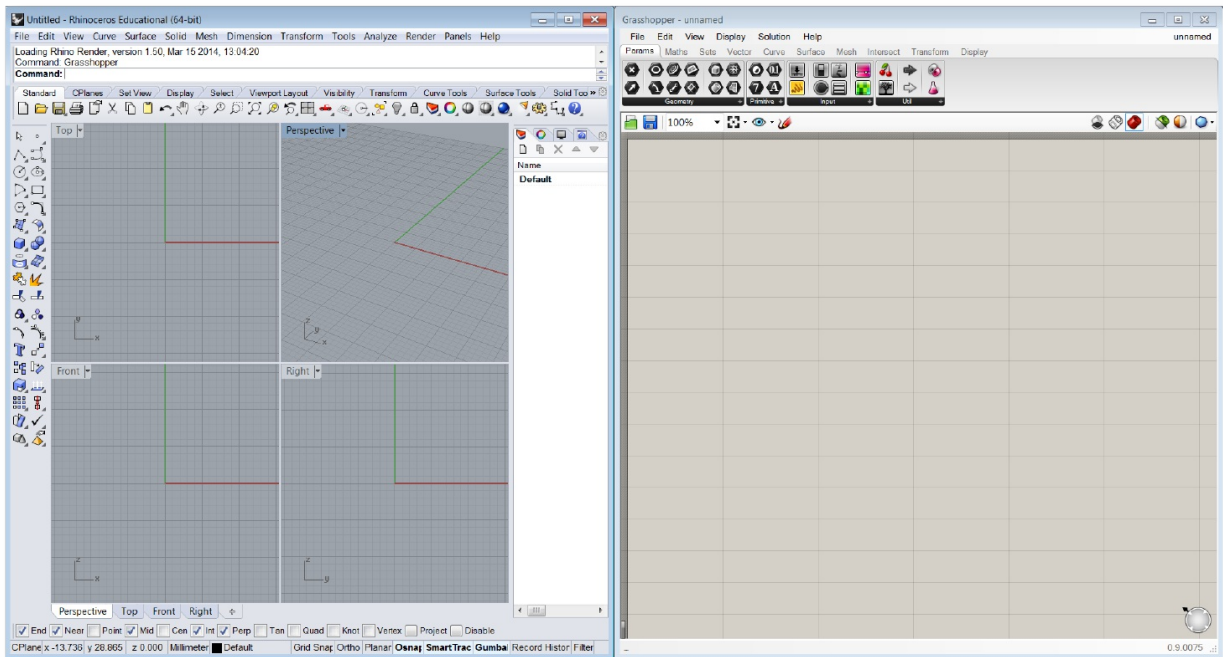 Untitled - Rhinoceros Educational (64-bit)
File Edit View Curve Surface Solid Mesh Dimension Transform Tools Analyze Render Panels Help
Loading Rhino Render, version 1.50, Mar 15 2014, 13:04:20
Command: Grasshopper
Command:
Standard CPlanes Set View Display Select Viewport Layout Visibility Transform Curve Tools Surface Tools Solid Too »
Top
Perspective
Name
Default
y
x
z
y
x
Front
Right
z
x
z
y
Perspective Top Front Right
End Near Point Mid Cen Int Perp Tan Quad Knot Vertex Project Disable
CPlane x -13.736 y 28.865 z 0.000 Millimeter Default Grid Snap Ortho Planar Osnap SmartTrac Gumbal Record Histor Filter
Grasshopper - unnamed
File Edit View Display Solution Help unnamed
Params Maths Sets Vector Curve Surface Mesh Intersect Transform Display
Geometry + Primitive + Input + Util +
100%
0.9.0075